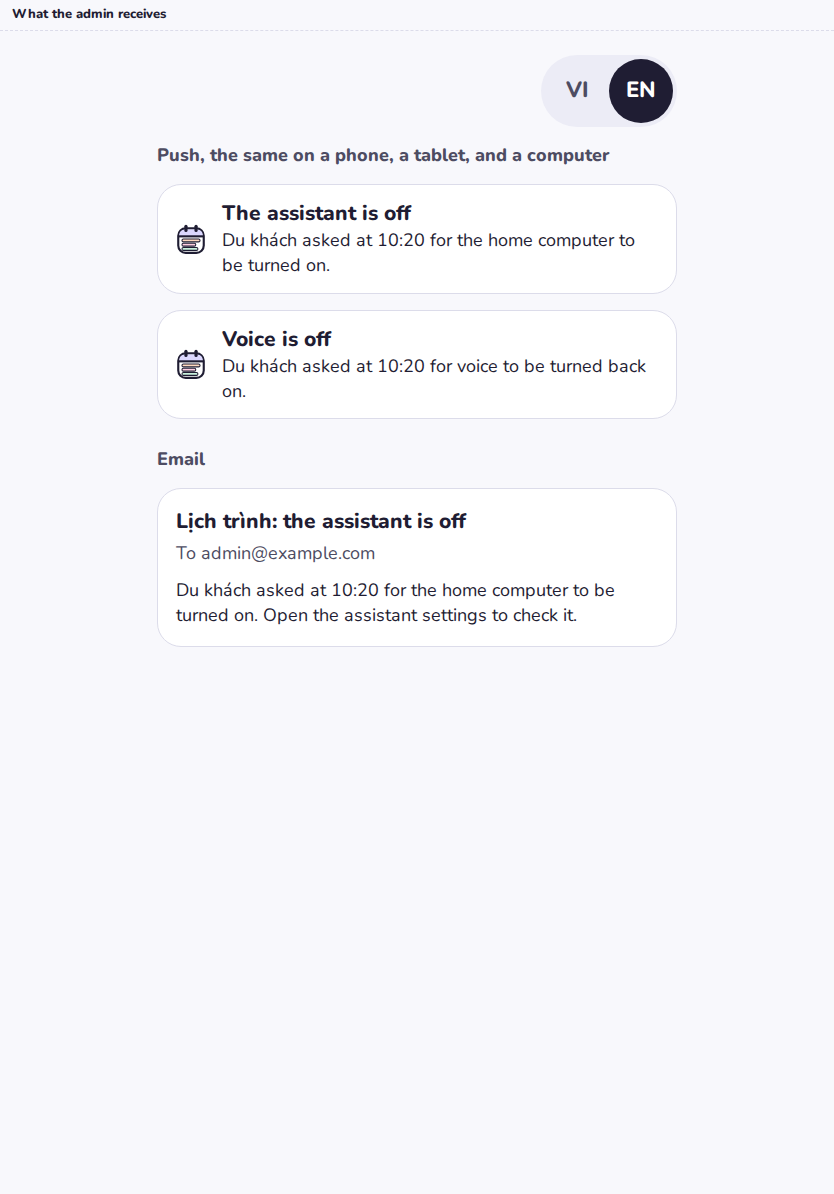 What the admin receives
VI
EN
Push, the same on a phone, a tablet, and a computer
The assistant is off
Du khách asked at 10:20 for the home computer to
be turned on.
Voice is off
Du khách asked at 10:20 for voice to be turned back
on.
Email
Lịch trình: the assistant is off
To admin@example.com
Du khách asked at 10:20 for the home computer to be
turned on. Open the assistant settings to check it.